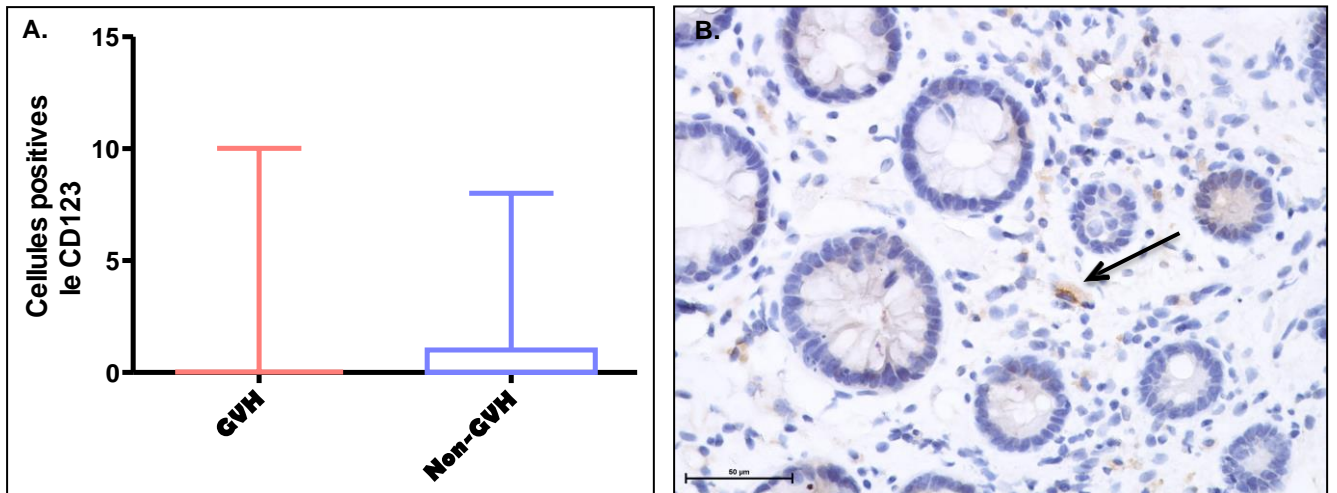 A.
15
10
5
0
Cellules positives
le CD123
GVH
Non-GVH
B.
50 µm